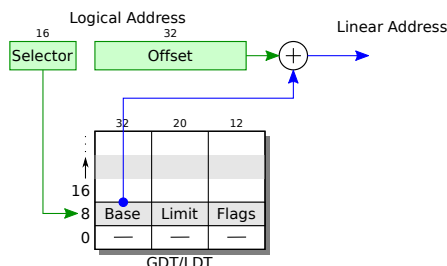 Logical Address
Linear Address
16
32
Selector
Offset
32
20
12
16
8
Base
Limit
Flags
0
GDT/LDT